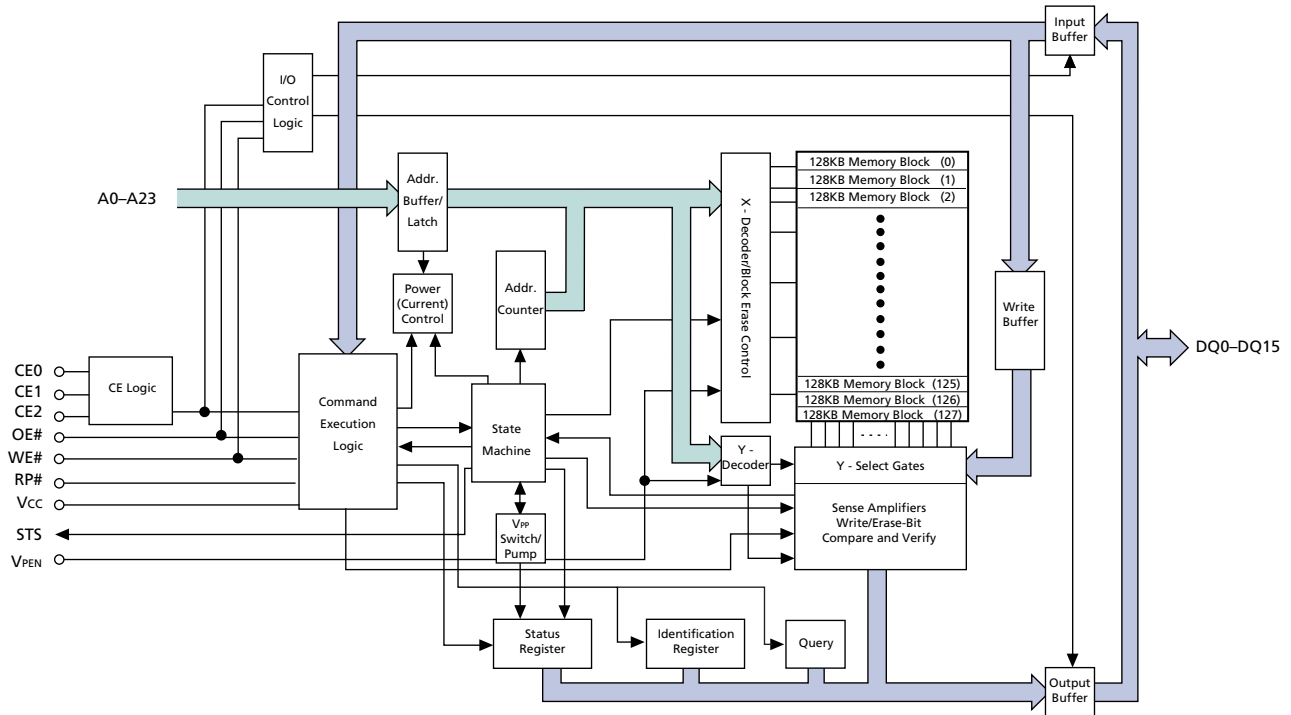 Input
Buffer
I/O
Control
Logic
A0–A23
Addr.
Buffer/
Latch
X - Decoder/Block Erase Control
128KB Memory Block (0)
128KB Memory Block (1)
128KB Memory Block (2)
Power
(Current)
Control
Addr.
Counter
Write
Buffer
DQ0–DQ15
CE0
CE1
CE2
OE#
WE#
RP#
VCC
STS
VPEN
CE Logic
Command
Execution
Logic
State
Machine
128KB Memory Block (125)
128KB Memory Block (126)
128KB Memory Block (127)
Y -
Decoder
Y - Select Gates
Sense Amplifiers
Write/Erase-Bit
Compare and Verify
VPP
Switch/
Pump
Status
Register
Identification
Register
Query
Output
Buffer